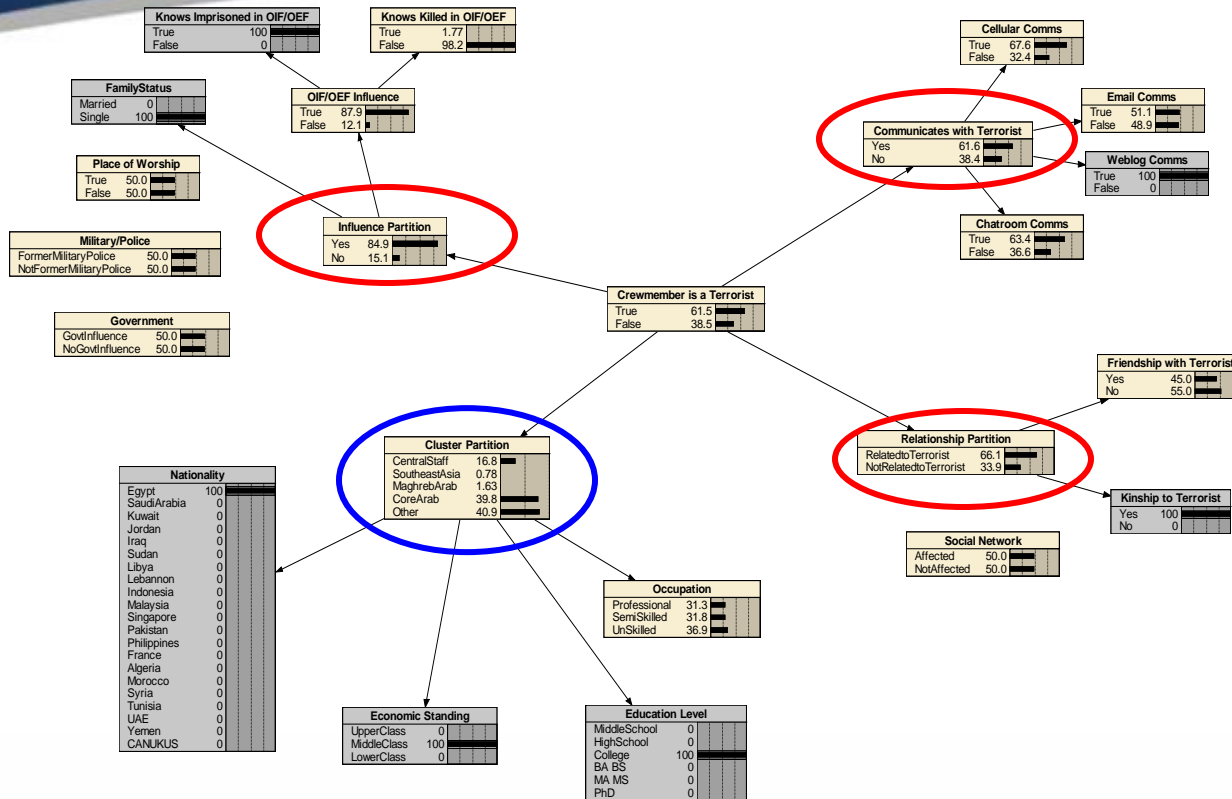 Knows Imprisoned in OIF/OEF
True 100
False 0
Knows Killed in OIF/OEF
True 1.77
False 98.2
Cellular Comms
True 67.6
False 32.4
FamilyStatus
Married 0
Single 100
OIF/OEF Influence
True 87.9
False 12.1
Email Comms
True 51.1
False 48.9
Communicates with Terrorist
Yes 61.6
No 38.4
Place of Worship
True 50.0
False 50.0
Weblog Comms
True 100
False 0
Influence Partition
Yes 84.9
No 15.1
Chatroom Comms
True 63.4
False 36.6
Military/Police
FormerMilitaryPolice 50.0
NotFormerMilitaryPolice 50.0
Crewmember is a Terrorist
True 61.5
False 38.5
Government
GovtInfluence 50.0
NoGovtInfluence 50.0
Friendship with Terrorist
Yes 45.0
No 55.0
Cluster Partition
CentralStaff 16.8
SoutheastAsia 0.78
MaghrebArab 1.63
CoreArab 39.8
Other 40.9
Relationship Partition
RelatedtoTerrorist 66.1
NotRelatedtoTerrorist 33.9
Nationality
Egypt 100
SaudiArabia 0
Kuwait 0
Jordan 0
Iraq 0
Sudan 0
Libya 0
Lebannon 0
Indonesia 0
Malaysia 0
Singapore 0
Pakistan 0
Philippines 0
France 0
Algeria 0
Morocco 0
Syria 0
Tunisia 0
UAE 0
Yemen 0
CANUKUS 0
Kinship to Terrorist
Yes 100
No 0
Social Network
Affected 50.0
NotAffected 50.0
Occupation
Professional 31.3
SemiSkilled 31.8
UnSkilled 36.9
Economic Standing
UpperClass 0
MiddleClass 100
LowerClass 0
Education Level
MiddleSchool 0
HighSchool 0
College 100
BA BS 0
MA MS 0
PhD 0